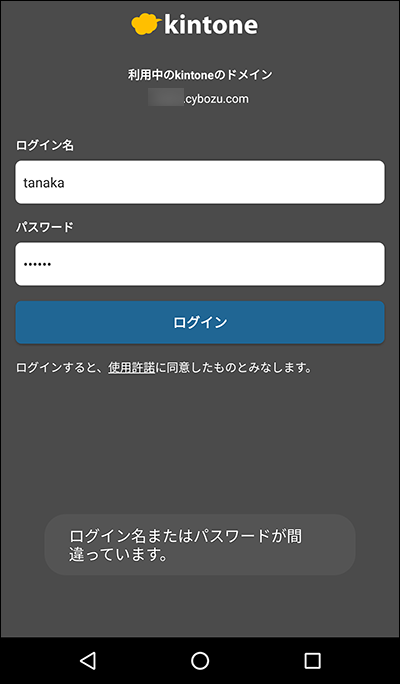 kintone
利用中のkintoneのドメイン
.cybozu.com
ログイン名
tanaka
パスワード
••••••
ログイン
ログインすると、使用許諾に同意したものとみなします。
ログイン名またはパスワードが間
違っています。